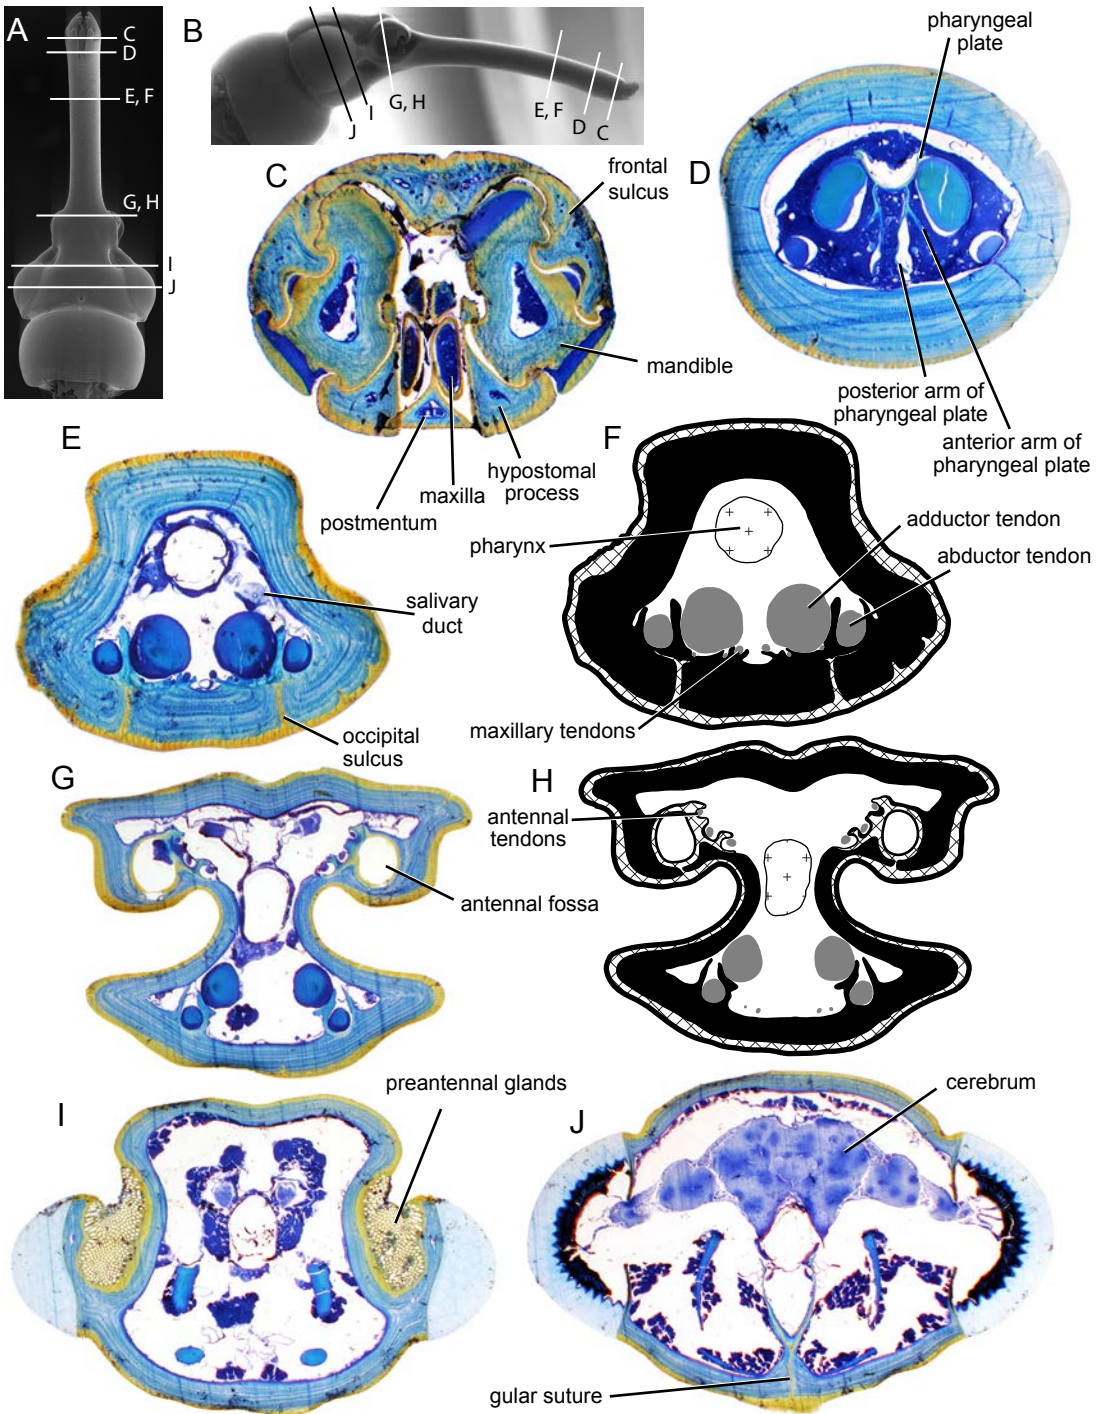 A
C
D
E, F
G, H
I
J
B
G, H
I
J
E, F
D
C
pharyngeal
plate
C
frontal
sulcus
D
mandible
posterior arm of
pharyngeal plate
anterior arm of
pharyngeal plate
hypostomal
process
maxilla
postmentum
E
F
pharynx
adductor tendon
abductor tendon
salivary
duct
maxillary tendons
occipital
sulcus
G
H
antennal
tendons
antennal fossa
I
preantennal glands
J
cerebrum
gular suture